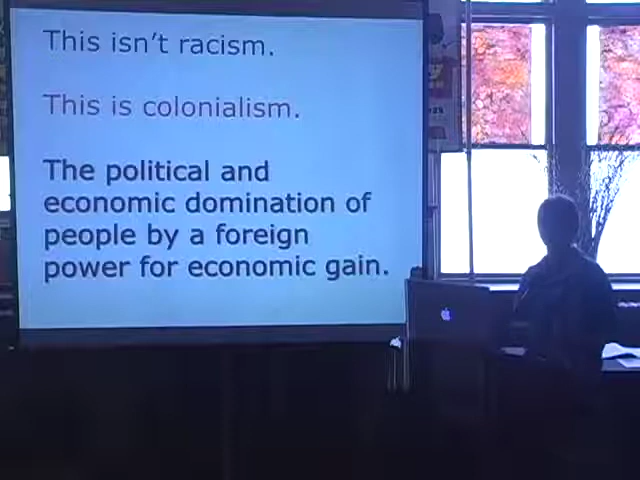 This isn't racism.
This is colonialism.
The political and
economic domination of
people by a foreign
power for economic gain.